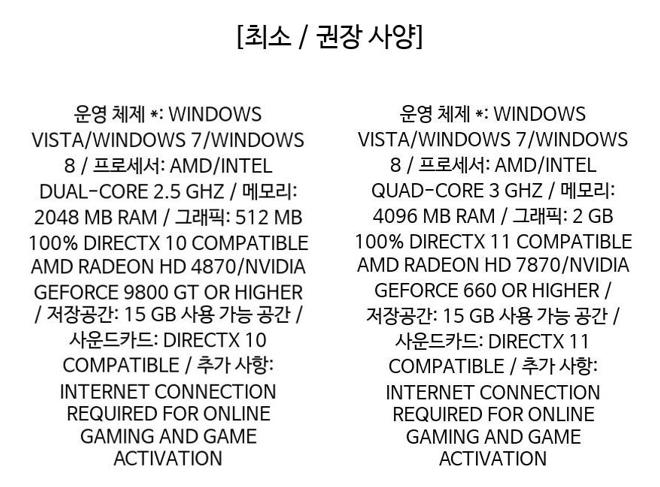 [최소 / 권장 사양]
운영 체제 *: WINDOWS
VISTA/WINDOWS 7/WINDOWS
8 / 프로세서: AMD/INTEL
DUAL-CORE 2.5 GHZ / 메모리:
2048 MB RAM / 그래픽: 512 MB
100% DIRECTX 10 COMPATIBLE
AMD RADEON HD 4870/NVIDIA
GEFORCE 9800 GT OR HIGHER
/ 저장공간: 15 GB 사용 가능 공간 /
사운드카드: DIRECTX 10
COMPATIBLE / 추가 사항:
INTERNET CONNECTION
REQUIRED FOR ONLINE
GAMING AND GAME
ACTIVATION
운영 체제 *: WINDOWS
VISTA/WINDOWS 7/WINDOWS
8 / 프로세서: AMD/INTEL
QUAD-CORE 3 GHZ / 메모리:
4096 MB RAM / 그래픽: 2 GB
100% DIRECTX 11 COMPATIBLE
AMD RADEON HD 7870/NVIDIA
GEFORCE 660 OR HIGHER /
저장공간: 15 GB 사용 가능 공간 /
사운드카드: DIRECTX 11
COMPATIBLE / 추가 사항:
INTERNET CONNECTION
REQUIRED FOR ONLINE
GAMING AND GAME
ACTIVATION